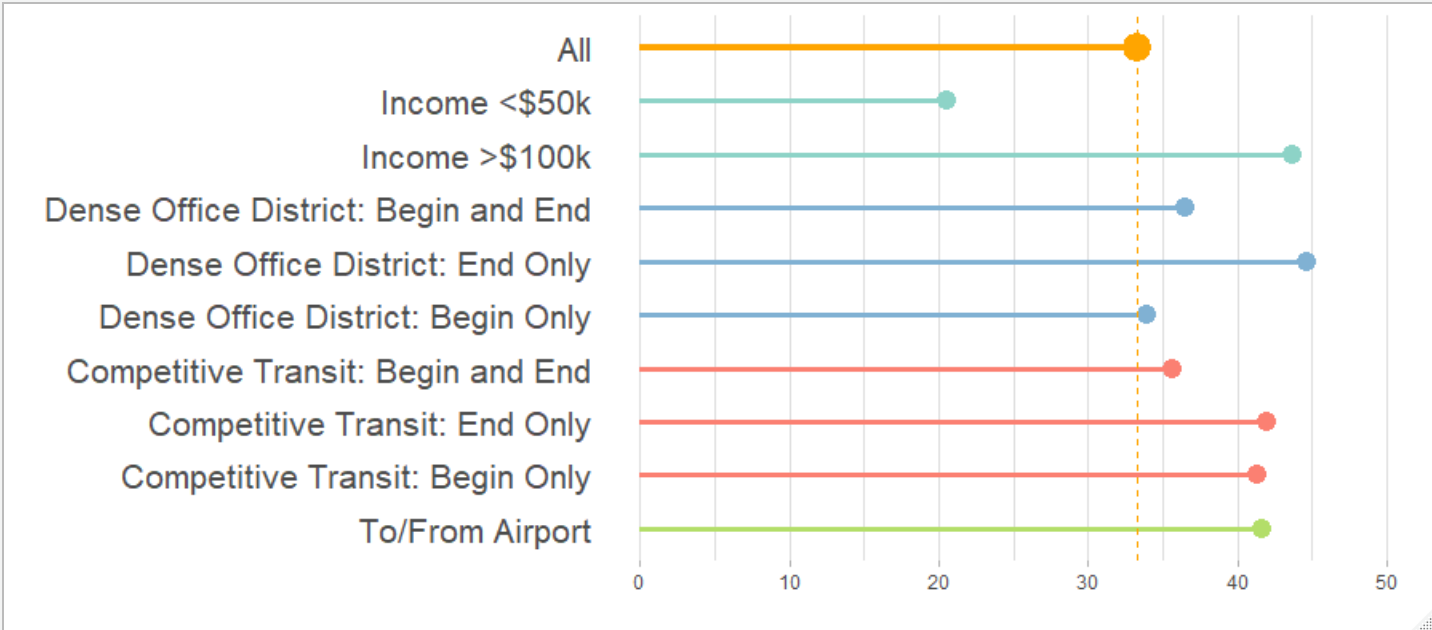 All
Income <$50k
Income >$100k
Dense Office District: Begin and End
Dense Office District: End Only
Dense Office District: Begin Only
Competitive Transit: Begin and End
Competitive Transit: End Only
Competitive Transit: Begin Only
To/From Airport
0 10 20 30 40 50